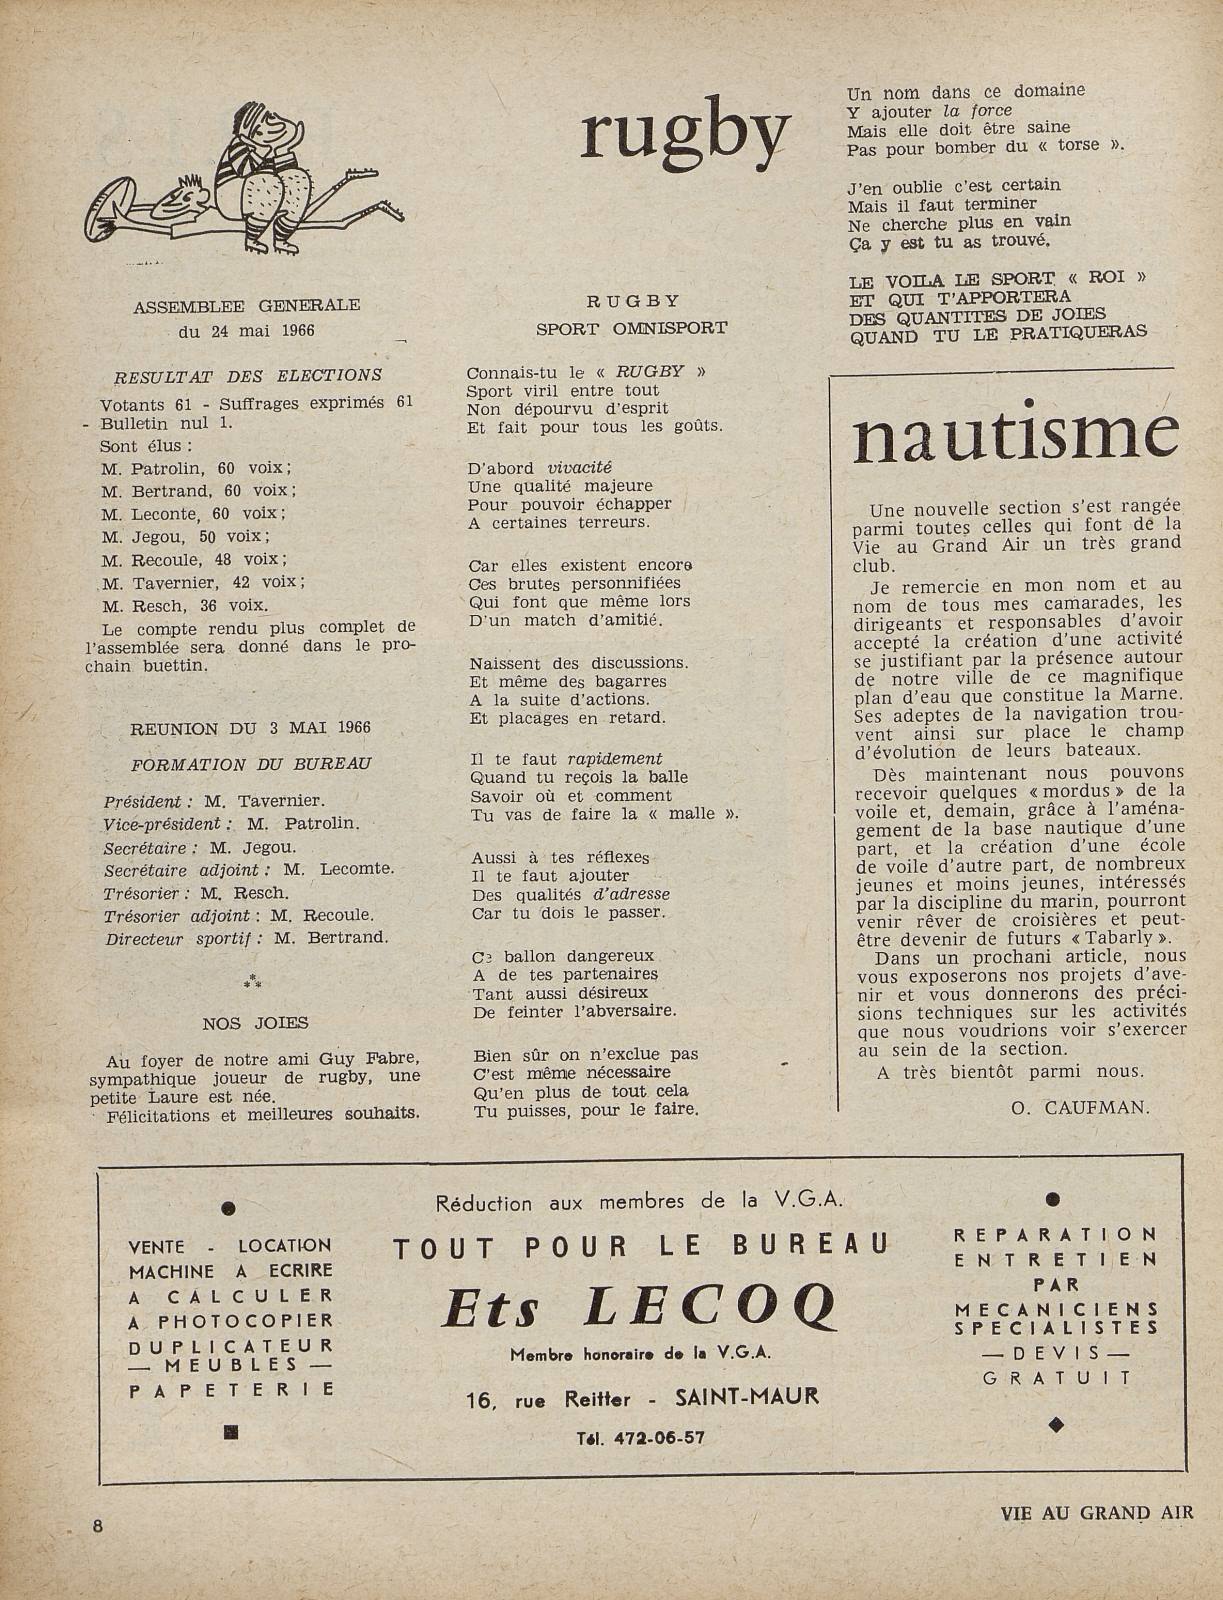 rugby
ASSEMBLEE GENERALE
du 24 mai 1966
RESULTAT DES ELECTIONS
Votants 61 - Suffrages exprimés 61
- Bulletin nul 1.
Sont élus :
M. Patrolin, 60 voix ;
M. Bertrand, 60 voix ;
M. Leconte, 60 voix ;
M. Jegou, 50 voix ;
M. Recoule, 48 voix ;
M. Tavernier, 42 voix ;
M. Resch, 36 voix.
Le compte rendu plus complet de
l'assemblée sera donné dans le pro-
chain buettin.
REUNION DU 3 MAI 1966
FORMATION DU BUREAU
Président : M. Tavernier.
Vice-président : M. Patrolin.
Secrétaire : M. Jegou.
Secrétaire adjoint : M. Lecomte.
Trésorier : M. Resch.
Trésorier adjoint : M. Recoule.
Directeur sportif : M. Bertrand.
***
NOS JOIES
Au foyer de notre ami Guy Fabre,
sympathique joueur de rugby, une
petite Laure est née.
Félicitations et meilleures souhaits.
RUGBY
SPORT OMNISPORT
Connais-tu le « RUGBY »
Sport viril entre tout
Non dépourvu d'esprit
Et fait pour tous les goûts.
D'abord vivacité
Une qualité majeure
Pour pouvoir échapper
A certaines terreurs.
Car elles existent encore
Ces brutes personnifiées
Qui font que même lors
D'un match d'amitié.
Naissent des discussions.
Et même des bagarres
A la suite d'actions.
Et placages en retard.
Il te faut rapidement
Quand tu reçois la balle
Savoir où et comment
Tu vas de faire la « malle ».
Aussi à tes réflexes
Il te faut ajouter
Des qualités d'adresse
Car tu dois le passer.
Ce ballon dangereux
A de tes partenaires
Tant aussi désireux
De feinter l'abversaire.
Bien sûr on n'exclue pas
C'est même nécessaire
Qu'en plus de tout cela
Tu puisses, pour le faire.
Un nom dans ce domaine
Y ajouter la force
Mais elle doit être saine
Pas pour bomber du « torse ».
J'en oublie c'est certain
Mais il faut terminer
Ne cherche plus en vain
Ça y est tu as trouvé.
LE VOILA LE SPORT « ROI »
ET QUI T'APPORTERA
DES QUANTITES DE JOIES
QUAND TU LE PRATIQUERAS
nautisme
Une nouvelle section s'est rangée
parmi toutes celles qui font de la
Vie au Grand Air un très grand
club.
Je remercie en mon nom et au
nom de tous mes camarades, les
dirigeants et responsables d'avoir
accepté la création d'une activité
se justifiant par la présence autour
de notre ville de ce magnifique
plan d'eau que constitue la Marne.
Ses adeptes de la navigation trou-
vent ainsi sur place le champ
d'évolution de leurs bateaux.
Dès maintenant nous pouvons
recevoir quelques « mordus » de la
voile et, demain, grâce à l'aména-
gement de la base nautique d'une
part, et la création d'une école
de voile d'autre part, de nombreux
jeunes et moins jeunes, intéressés
par la discipline du marin, pourront
venir rêver de croisières et peut-
être devenir de futurs « Tabarly ».
Dans un prochani article, nous
vous exposerons nos projets d'ave-
nir et vous donnerons des préci-
sions techniques sur les activités
que nous voudrions voir s'exercer
au sein de la section.
A très bientôt parmi nous.
O. CAUFMAN.
VENTE - LOCATION
MACHINE A ECRIRE
A CALCULER
A PHOTOCOPIER
DUPLICATEUR
— MEUBLES —
PAPETERIE
Réduction aux membres de la V.G.A.
TOUT POUR LE BUREAU
Ets LECOQ
Membre honoraire de la V.G.A.
16, rue Reitter - SAINT-MAUR
Tél. 472-06-57
REPARATION
ENTRETIEN
PAR
MECANICIENS
SPECIALISTES
— DEVIS —
GRATUIT
8
VIE AU GRAND AIR